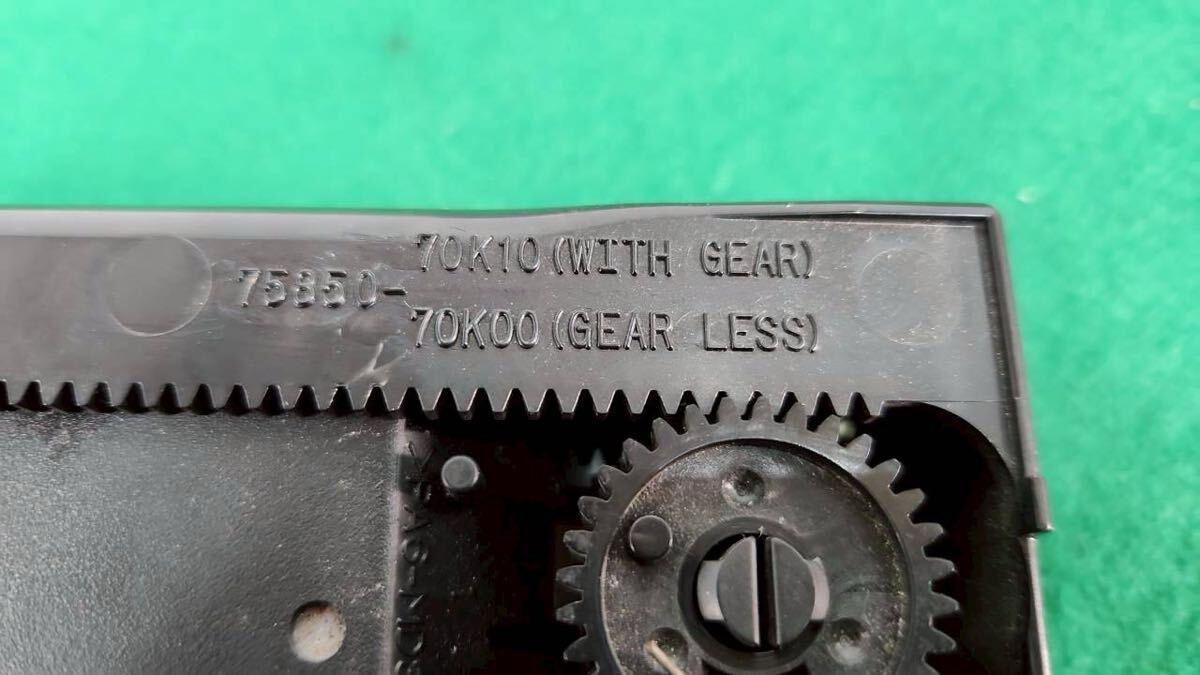 70K10 (WITH GEAR)
75850-
70K00 (GEAR LESS)